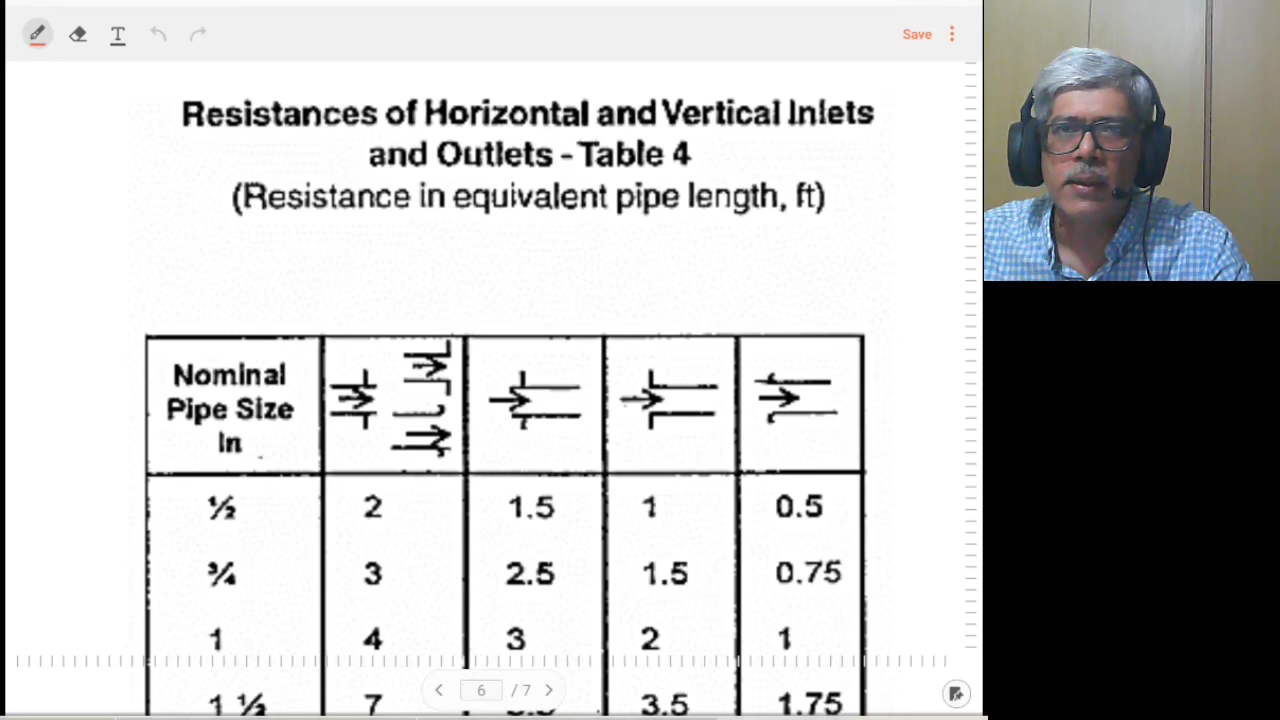 T
Save
Resistances of Horizontal and Vertical Inlets
and Outlets - Table 4
(Resistance in equivalent pipe length, ft)
Nominal
Pipe Size
In
½ 2 1.5 1 0.5
¾ 3 2.5 1.5 0.75
1 4 3 2 1
1 ½ 7 3.5 1.75
6 / 7